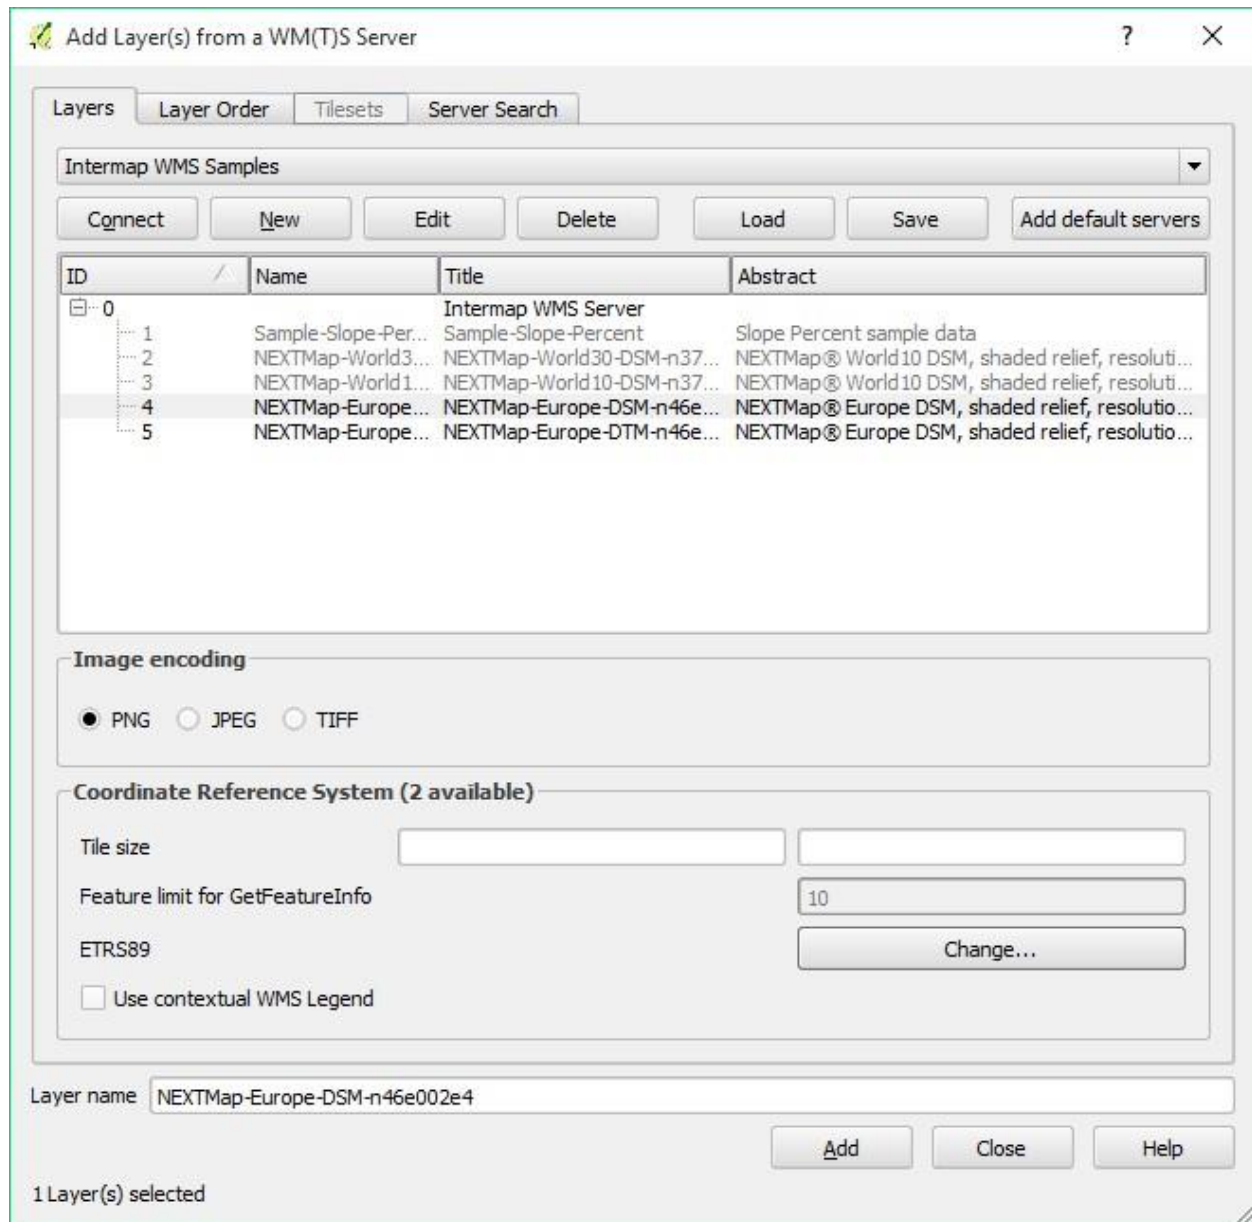 Add Layer(s) from a WM(T)S Server ?
Layers Layer Order Tilesets Server Search
Intermap WMS Samples
Connect New Edit Delete Load Save Add default servers
ID Name Title Abstract
0 Intermap WMS Server
1 Sample-Slope-Per... Sample-Slope-Percent Slope Percent sample data
2 NEXTMap-World3... NEXTMap-World30-DSM-n37... NEXTMap® World10 DSM, shaded relief, resoluti...
3 NEXTMap-World1... NEXTMap-World10-DSM-n37... NEXTMap® World10 DSM, shaded relief, resoluti...
4 NEXTMap-Europe... NEXTMap-Europe-DSM-n46e... NEXTMap® Europe DSM, shaded relief, resolutio...
5 NEXTMap-Europe... NEXTMap-Europe-DTM-n46e... NEXTMap® Europe DSM, shaded relief, resolutio...
Image encoding
PNG JPEG TIFF
Coordinate Reference System (2 available)
Tile size
Feature limit for GetFeatureInfo 10
ETRS89 Change...
Use contextual WMS Legend
Layer name NEXTMap-Europe-DSM-n46e002e4
Add Close Help
1 Layer(s) selected